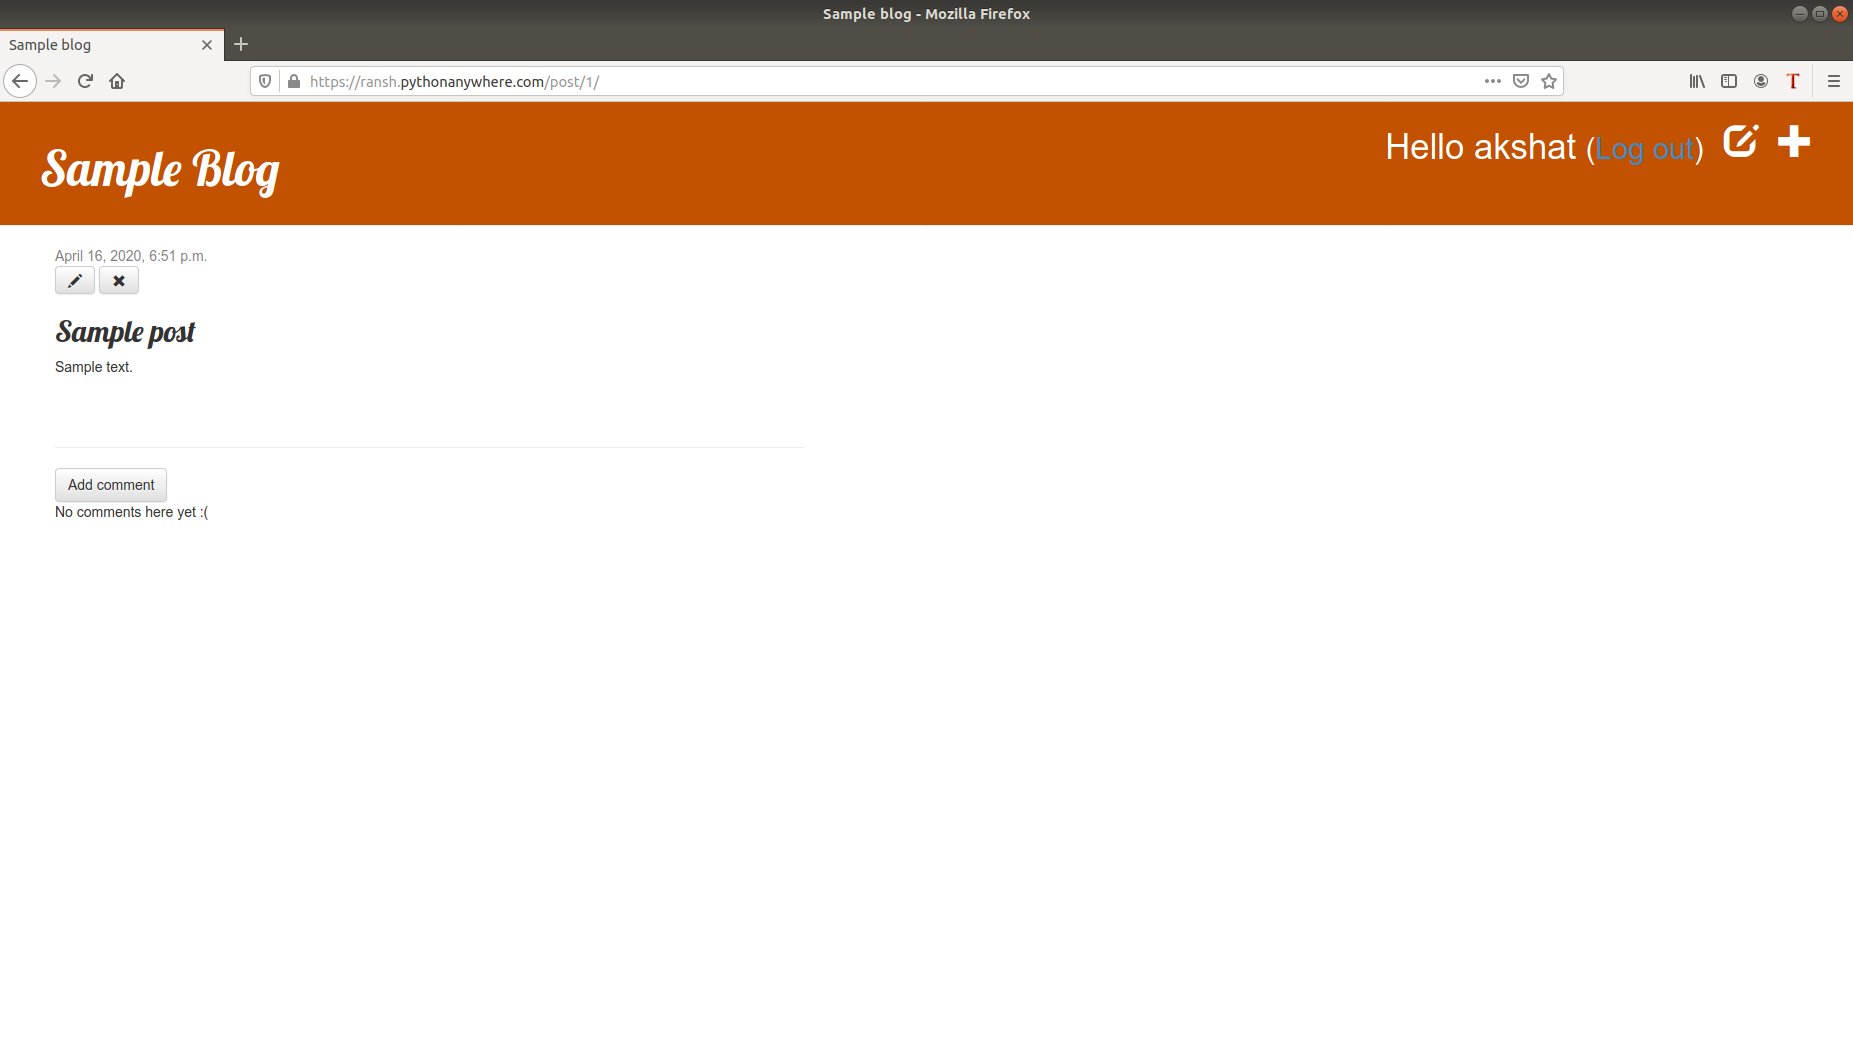 Sample blog - Mozilla Firefox
Sample blog
https://ransh.pythonanywhere.com/post/1/
T
Sample Blog
Hello akshat (Log out)
April 16, 2020, 6:51 p.m.
Sample post
Sample text.
Add comment
No comments here yet :(